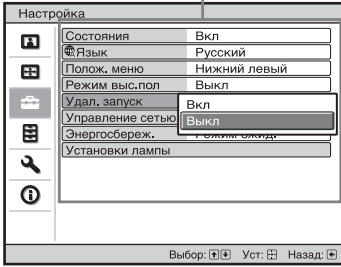 Настройка
Состояния Вкл
Язык Русский
Полож. меню Нижний левый
Режим выс.пол Выкл
Удал. запуск Вкл
Управление сетью Выкл
Энергосбереж. Режим ожид.
Установки лампы
Выбор: Уст: Назад: